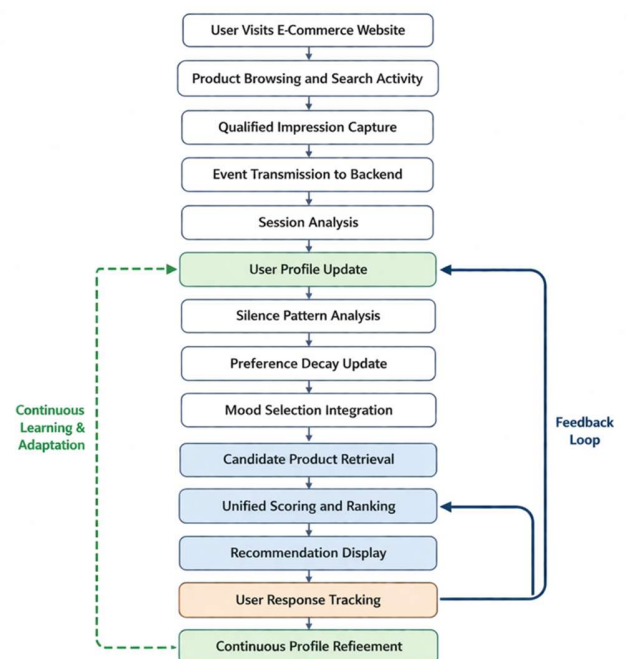 User Visits E-Commerce Website
Product Browsing and Search Activity
Qualified Impression Capture
Event Transmission to Backend
Session Analysis
User Profile Update
Silence Pattern Analysis
Preference Decay Update
Mood Selection Integration
Continuous
Learning &
Adaptation
Feedback
Loop
Candidate Product Retrieval
Unified Scoring and Ranking
Recommendation Display
User Response Tracking
Continuous Profile Refieement